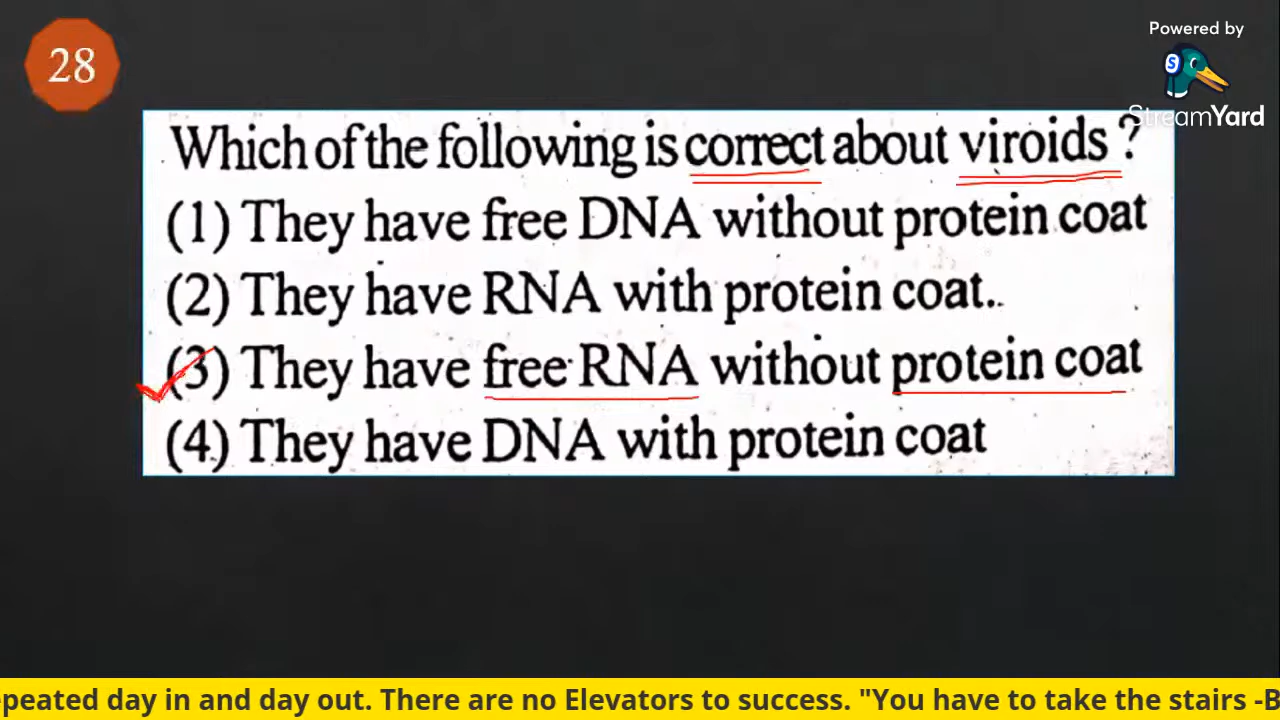 28
Powered by
StreamYard
Which of the following is correct about viroids ?
(1) They have free DNA without protein coat
(2) They have RNA with protein coat..
(3) They have free RNA without protein coat
(4) They have DNA with protein coat
peated day in and day out. There are no Elevators to success. "You have to take the stairs -B